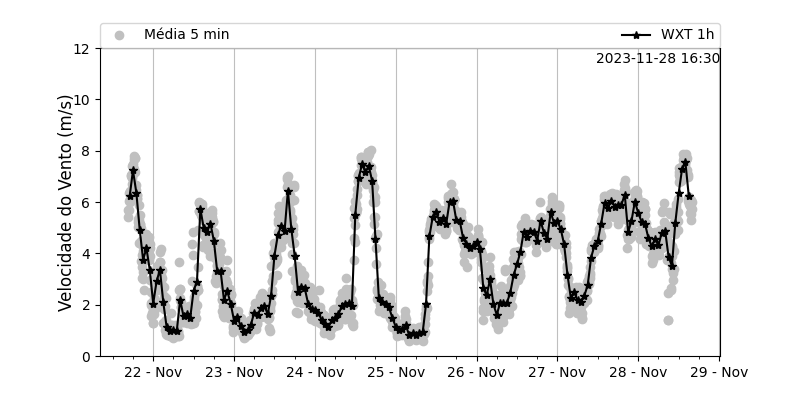 Média 5 min
WXT 1h
2023-11-28 16:30
Velocidade do Vento (m/s)
12
10
8
6
4
2
0
22 - Nov
23 - Nov
24 - Nov
25 - Nov
26 - Nov
27 - Nov
28 - Nov
29 - Nov